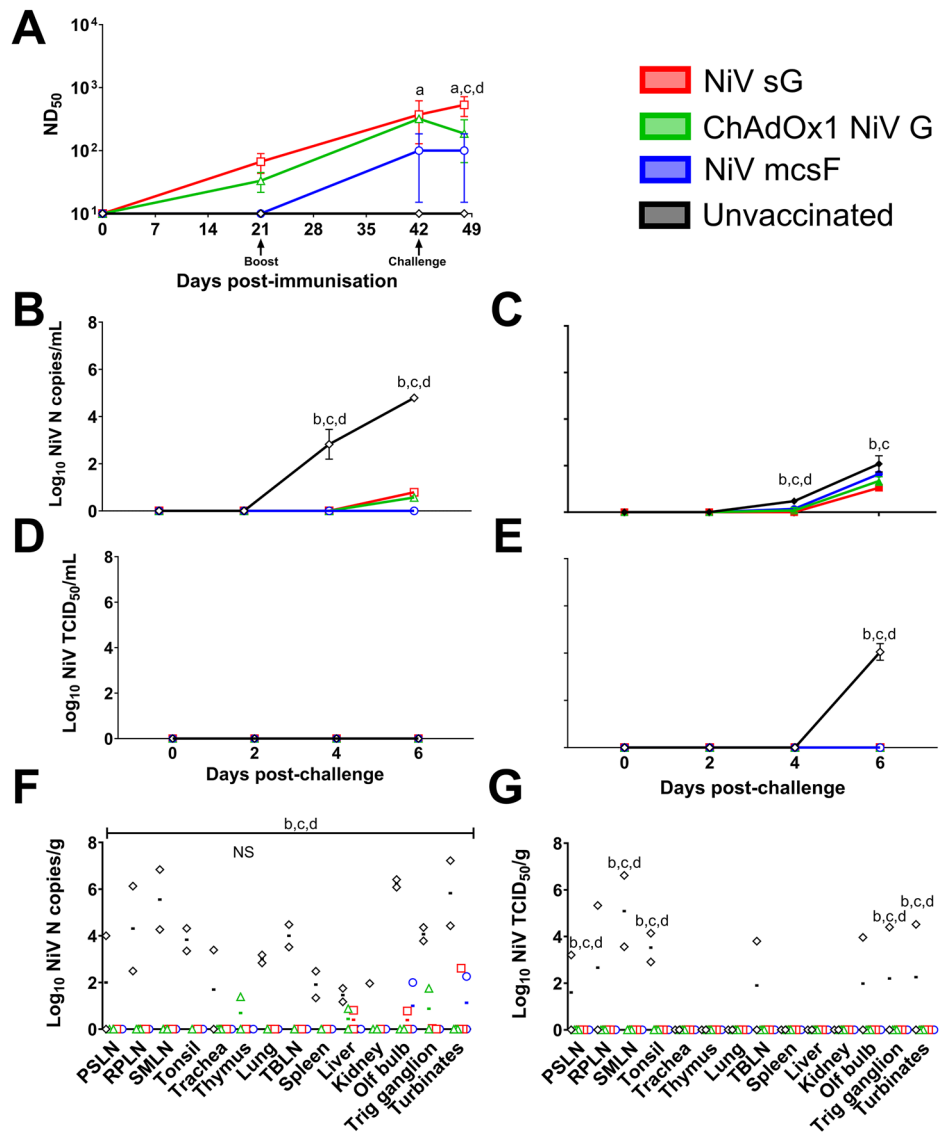 A
10⁴
10³
10²
10¹
ND₅₀
a
a,c,d
0 7 14 21 28 35 42 49
Boost
Challenge
Days post-immunisation
NiV sG
ChAdOx1 NiV G
NiV mcsF
Unvaccinated
B
8
6
4
2
0
Log₁₀ NiV N copies/mL
b,c,d
b,c,d
C
b,c,d
b,c
D
8
6
4
2
0
Log₁₀ NiV TCID₅₀/mL
0 2 4 6
Days post-challenge
E
b,c,d
0 2 4 6
Days post-challenge
F
8
6
4
2
0
Log₁₀ NiV N copies/g
b,c,d
NS
PSLN
RPLN
SMLN
Tonsil
Trachea
Thymus
Lung
TBLN
Spleen
Liver
Kidney
Olf bulb
Trig ganglion
Turbinates
G
8
6
4
2
0
Log₁₀ NiV TCID₅₀/g
b,c,d
b,c,d
b,c,d
b,c,d
b,c,d
PSLN
RPLN
SMLN
Tonsil
Trachea
Thymus
Lung
TBLN
Spleen
Liver
Kidney
Olf bulb
Trig ganglion
Turbinates